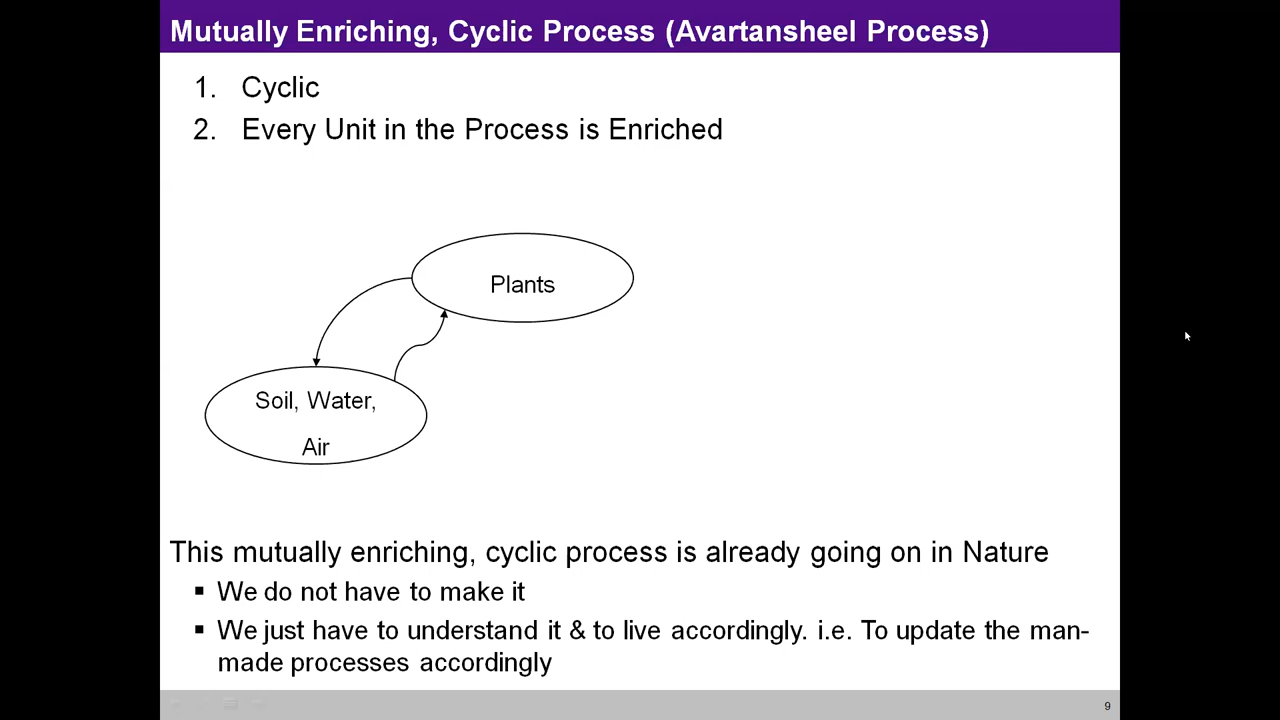 Mutually Enriching, Cyclic Process (Avartansheel Process)
1. Cyclic
2. Every Unit in the Process is Enriched
Plants
Soil, Water,
Air
This mutually enriching, cyclic process is already going on in Nature
▪ We do not have to make it
▪ We just have to understand it & to live accordingly. i.e. To update the man-
made processes accordingly
9